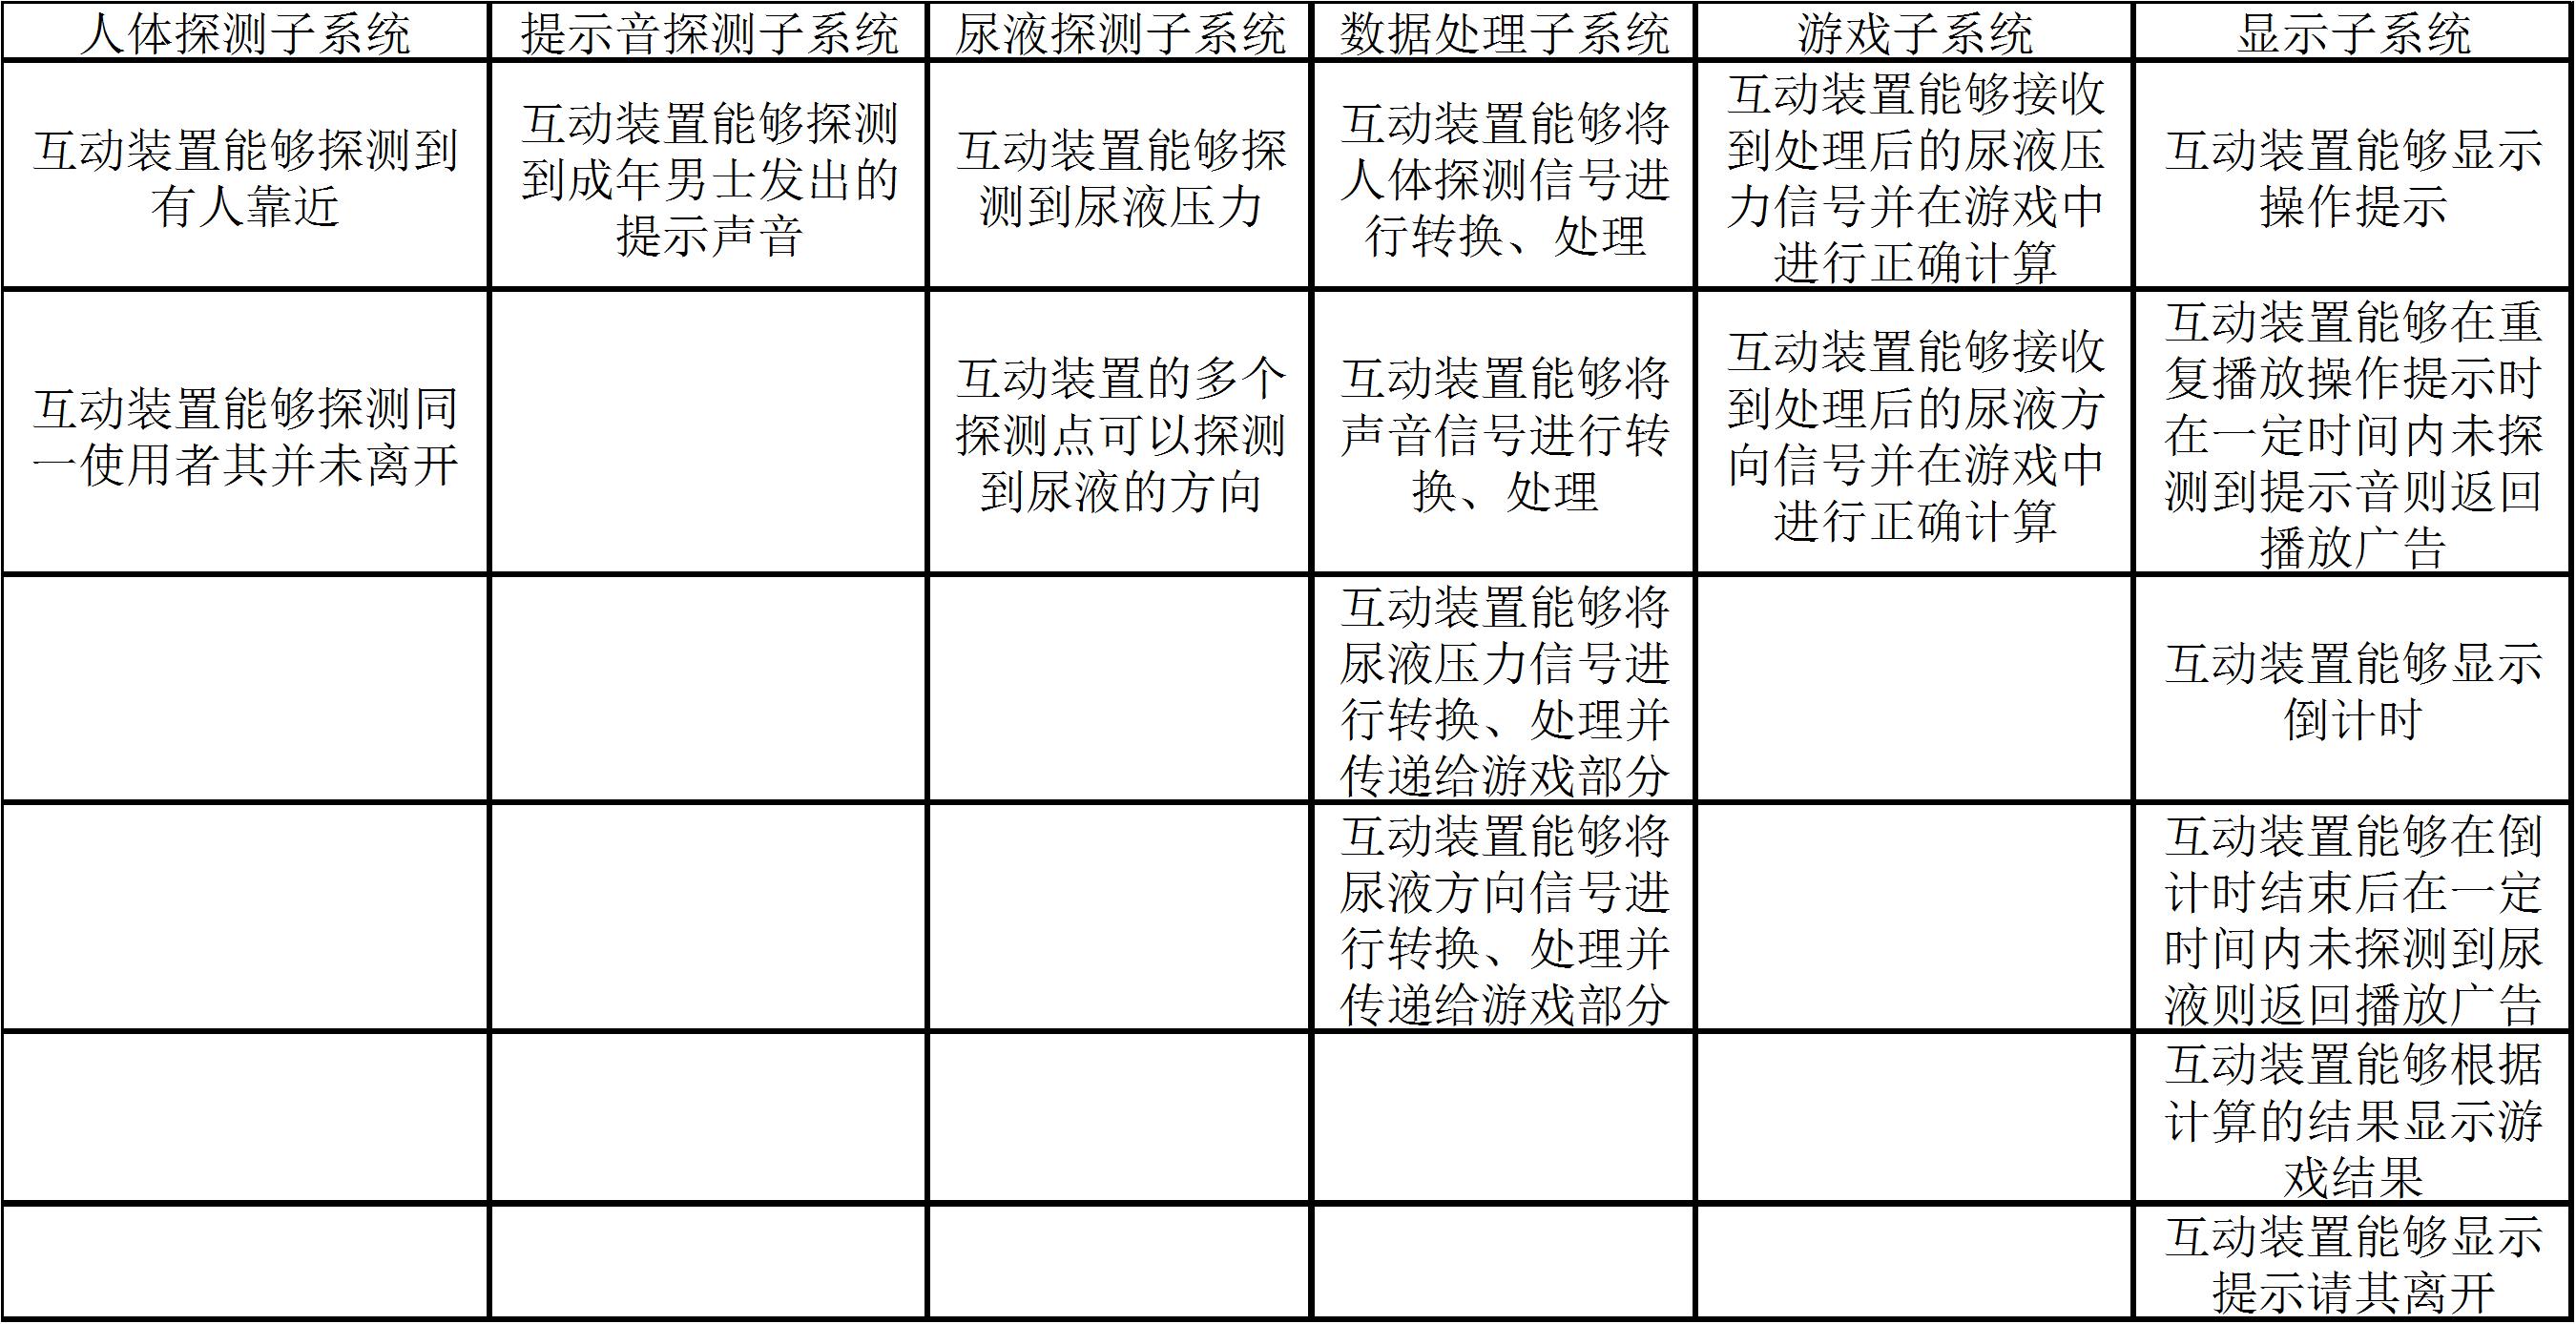 人体探测子系统
提示音探测子系统
尿液探测子系统
数据处理子系统
游戏子系统
显示子系统
互动装置能够探测到
有人靠近
互动装置能够探测
到成年男士发出的
提示声音
互动装置能够探
测到尿液压力
互动装置能够将
人体探测信号进
行转换、处理
互动装置能够接收
到处理后的尿液压
力信号并在游戏中
进行正确计算
互动装置能够显示
操作提示
互动装置能够探测同
一使用者其并未离开
互动装置的多个
探测点可以探测
到尿液的方向
互动装置能够将
声音信号进行转
换、处理
互动装置能够接收
到处理后的尿液方
向信号并在游戏中
进行正确计算
互动装置能够在重
复播放操作提示时
在一定时间内未探
测到提示音则返回
播放广告
互动装置能够将
尿液压力信号进
行转换、处理并
传递给游戏部分
互动装置能够显示
倒计时
互动装置能够将
尿液方向信号进
行转换、处理并
传递给游戏部分
互动装置能够在倒
计时结束后在一定
时间内未探测到尿
液则返回播放广告
互动装置能够根据
计算的结果显示游
戏结果
互动装置能够显示
提示请其离开